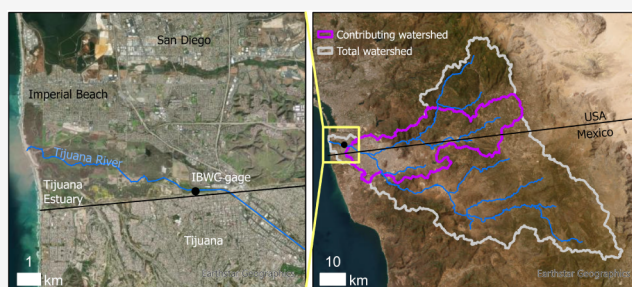 San Diego
Imperial Beach
Tijuana River
IBWC gage
Tijuana
Estuary
Tijuana
1
km
Contributing watershed
Total watershed
USA
Mexico
10
km
Earthstar Geographics